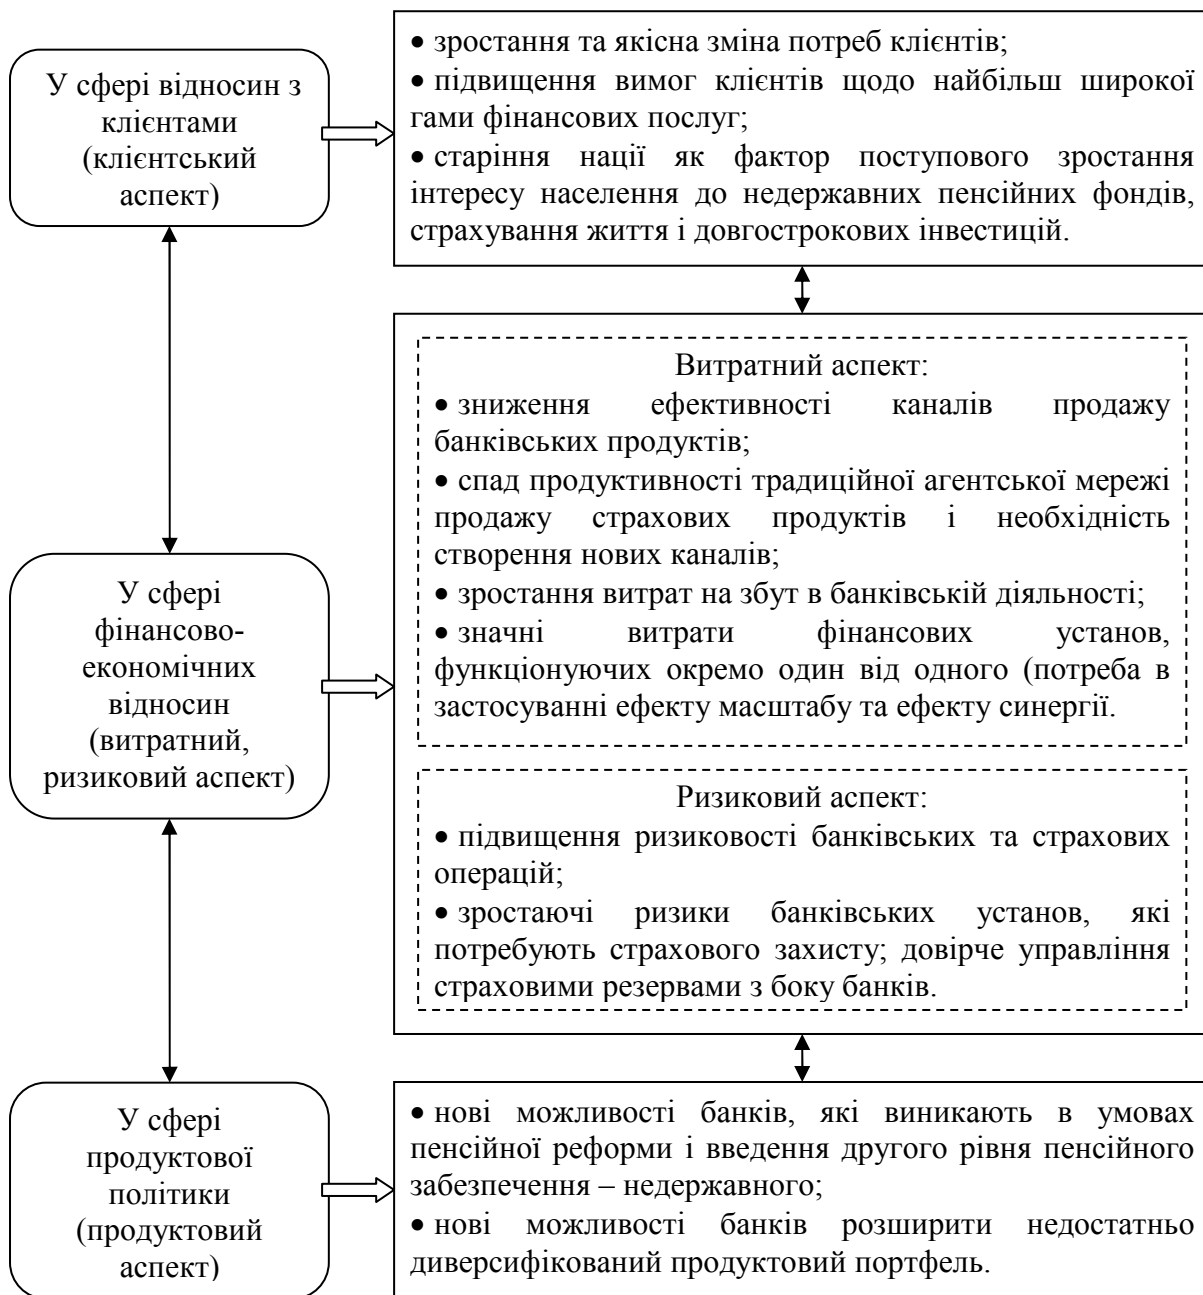 У сфері відносин з
клієнтами
(клієнтський
аспект)
• зростання та якісна зміна потреб клієнтів;
• підвищення вимог клієнтів щодо найбільш широкої
гами фінансових послуг;
• старіння нації як фактор поступового зростання
інтересу населення до недержавних пенсійних фондів,
страхування життя і довгострокових інвестицій.
У сфері
фінансово-
економічних
відносин
(витратний,
ризиковий аспект)
Витратний аспект:
• зниження ефективності каналів продажу
банківських продуктів;
• спад продуктивності традиційної агентської мережі
продажу страхових продуктів і необхідність
створення нових каналів;
• зростання витрат на збут в банківській діяльності;
• значні витрати фінансових установ,
функціонуючих окремо один від одного (потреба в
застосуванні ефекту масштабу та ефекту синергії.
Ризиковий аспект:
• підвищення ризиковості банківських та страхових
операцій;
• зростаючі ризики банківських установ, які
потребують страхового захисту; довірче управління
страховими резервами з боку банків.
У сфері
продуктової
політики
(продуктовий
аспект)
• нові можливості банків, які виникають в умовах
пенсійної реформи і введення другого рівня пенсійного
забезпечення – недержавного;
• нові можливості банків розширити недостатньо
диверсифікований продуктовий портфель.